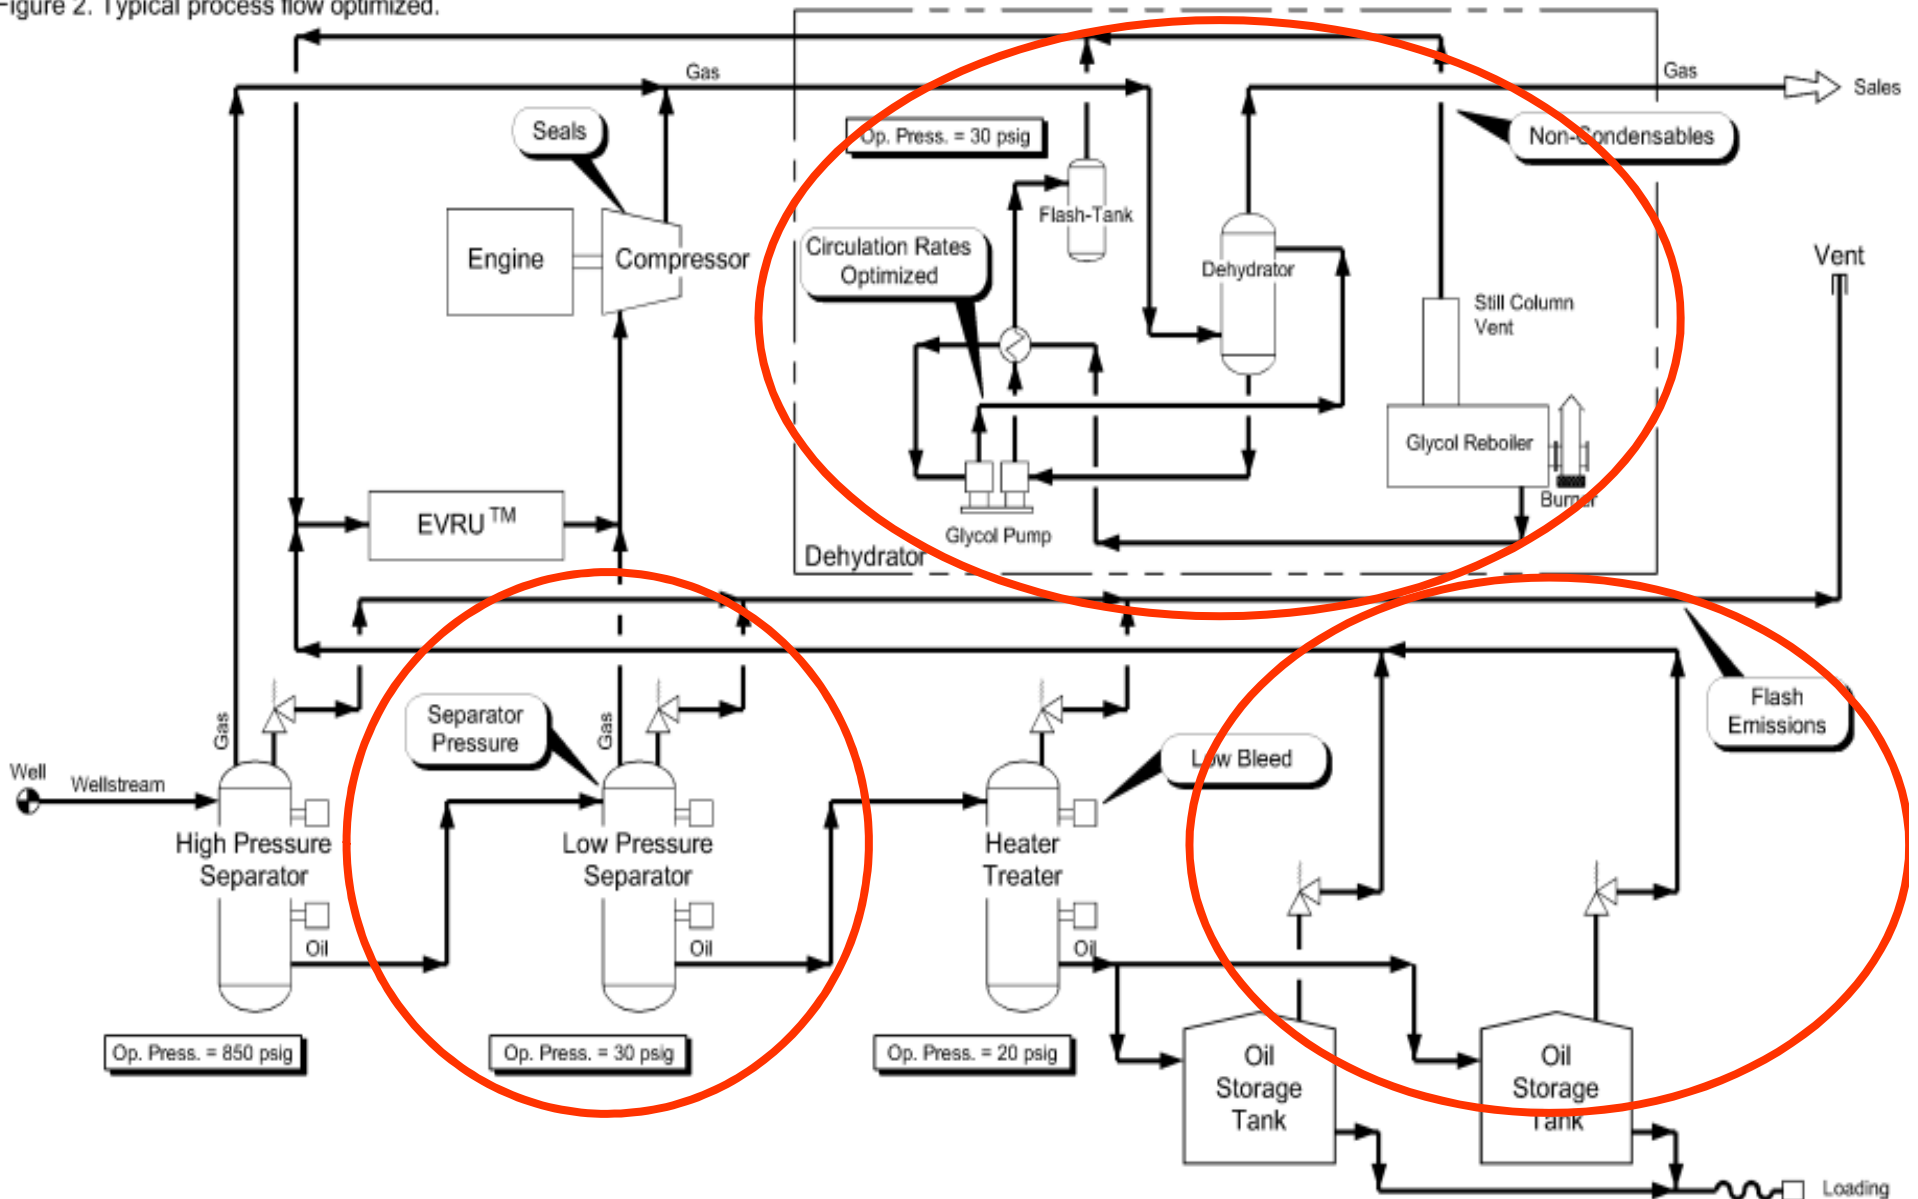 Figure 2. Typical process flow optimized.
Gas
Gas
Sales
Seals
Op. Press. = 30 psig
Non-Condensables
Flash-Tank
Engine
Compressor
Circulation Rates
Optimized
Dehydrator
Vent
Still Column
Vent
Glycol Reboiler
Burner
EVRU™
Glycol Pump
Dehydrator
Gas
Separator
Pressure
Gas
Flash
Emissions
Low Bleed
Well
Wellstream
High Pressure
Separator
Low Pressure
Separator
Heater
Treater
Oil
Oil
Oil
Op. Press. = 850 psig
Op. Press. = 30 psig
Op. Press. = 20 psig
Oil
Storage
Tank
Oil
Storage
Tank
Loading